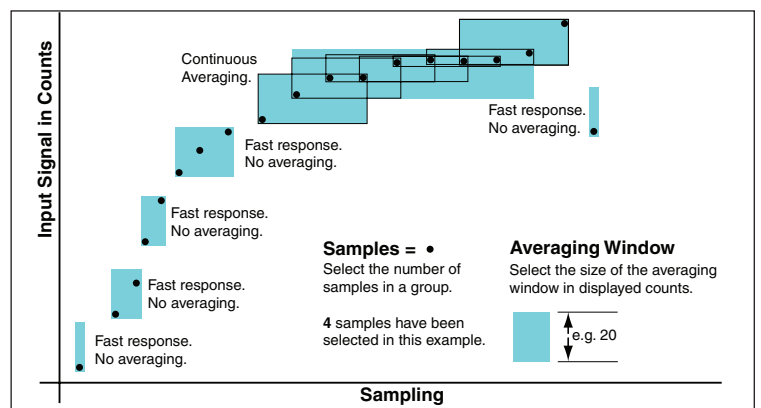 Input Signal in Counts
Continuous
Averaging.
Fast response.
No averaging.
Fast response.
No averaging.
Fast response.
No averaging.
Fast response.
No averaging.
Fast response.
No averaging.
Samples = •
Select the number of
samples in a group.
4 samples have been
selected in this example.
Averaging Window
Select the size of the averaging
window in displayed counts.
e.g. 20
Sampling